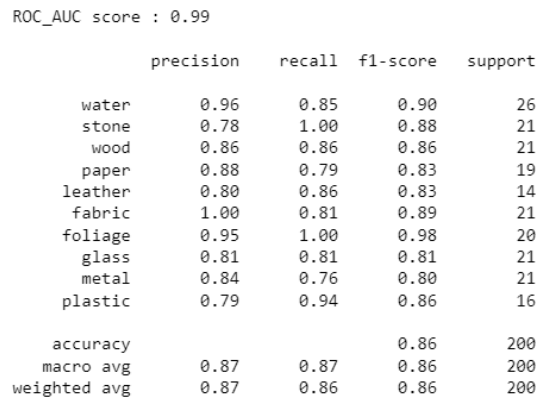 ROC_AUC score : 0.99
precision recall f1-score support
water 0.96 0.85 0.90 26
stone 0.78 1.00 0.88 21
wood 0.86 0.86 0.86 21
paper 0.88 0.79 0.83 19
leather 0.80 0.86 0.83 14
fabric 1.00 0.81 0.89 21
foliage 0.95 1.00 0.98 20
glass 0.81 0.81 0.81 21
metal 0.84 0.76 0.80 21
plastic 0.79 0.94 0.86 16
accuracy 0.86 200
macro avg 0.87 0.87 0.86 200
weighted avg 0.87 0.86 0.86 200